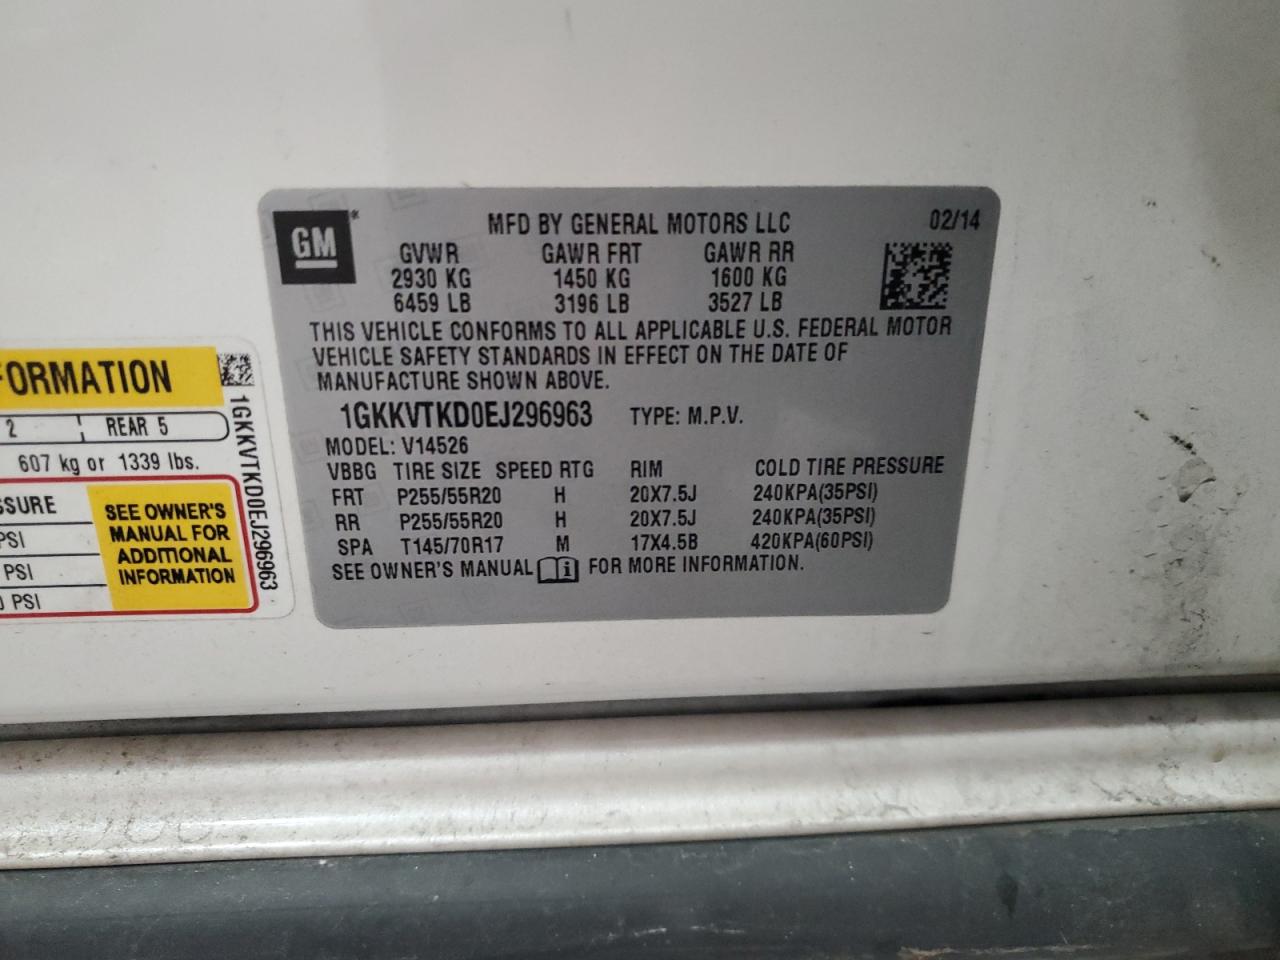 GM
MFD BY GENERAL MOTORS LLC 02/14
GVWR GAWR FRT GAWR RR
2930 KG 1450 KG 1600 KG
6459 LB 3196 LB 3527 LB
THIS VEHICLE CONFORMS TO ALL APPLICABLE U.S. FEDERAL MOTOR
VEHICLE SAFETY STANDARDS IN EFFECT ON THE DATE OF
MANUFACTURE SHOWN ABOVE.
1GKKVTKD0EJ296963 TYPE: M.P.V.
MODEL: V14526
VBBG TIRE SIZE SPEED RTG RIM COLD TIRE PRESSURE
FRT P255/55R20 H 20X7.5J 240KPA(35PSI)
RR P255/55R20 H 20X7.5J 240KPA(35PSI)
SPA T145/70R17 M 17X4.5B 420KPA(60PSI)
SEE OWNER'S MANUAL i FOR MORE INFORMATION.
FORMATION
2 REAR 5
607 kg or 1339 lbs.
SSURE
PSI
PSI
0 PSI
SEE OWNER'S
MANUAL FOR
ADDITIONAL
INFORMATION
1GKKVTKD0EJ296963